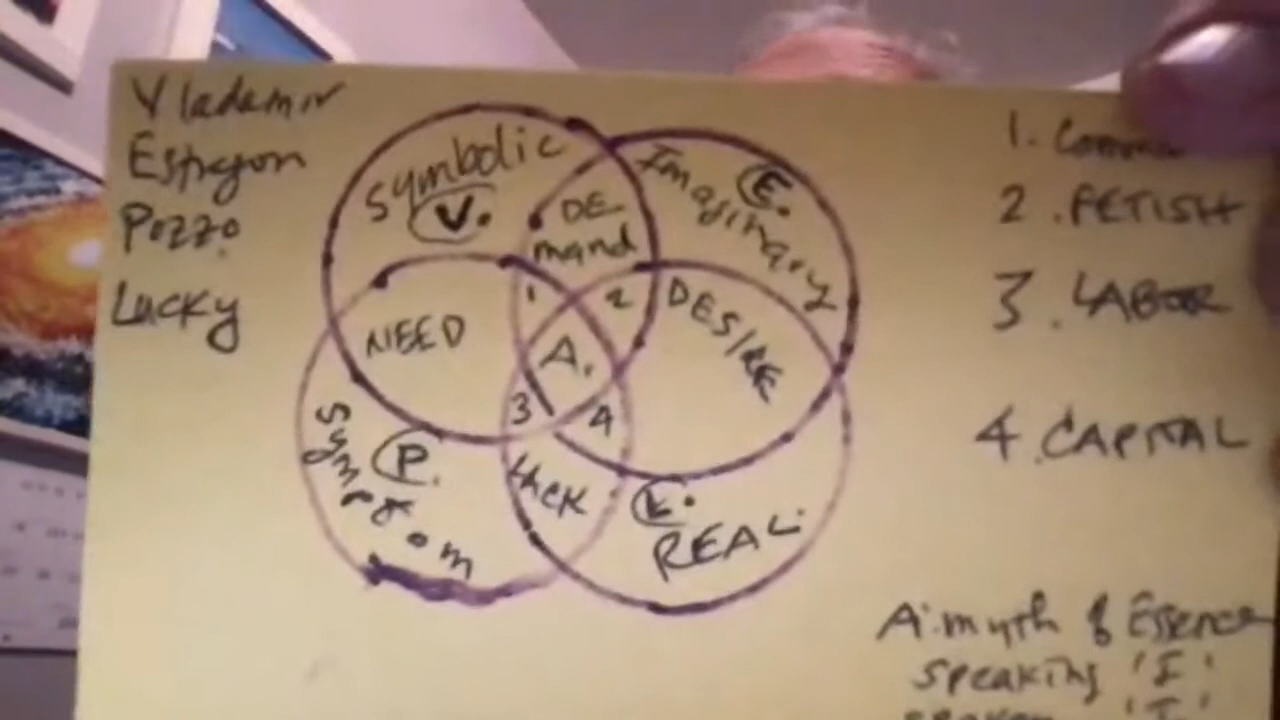 Vladamir
Estragon
Pozzo
Lucky
Symbolic
V.
DE
mand
Imaginary
E.
NEED
1
2
DESIRE
A.
3
4
Symptom
P.
LACK
L.
REAL
1.
2. FETISH
3. LABOR
4. CAPITAL
A: myth of Essence
speaking 'I'
'I'